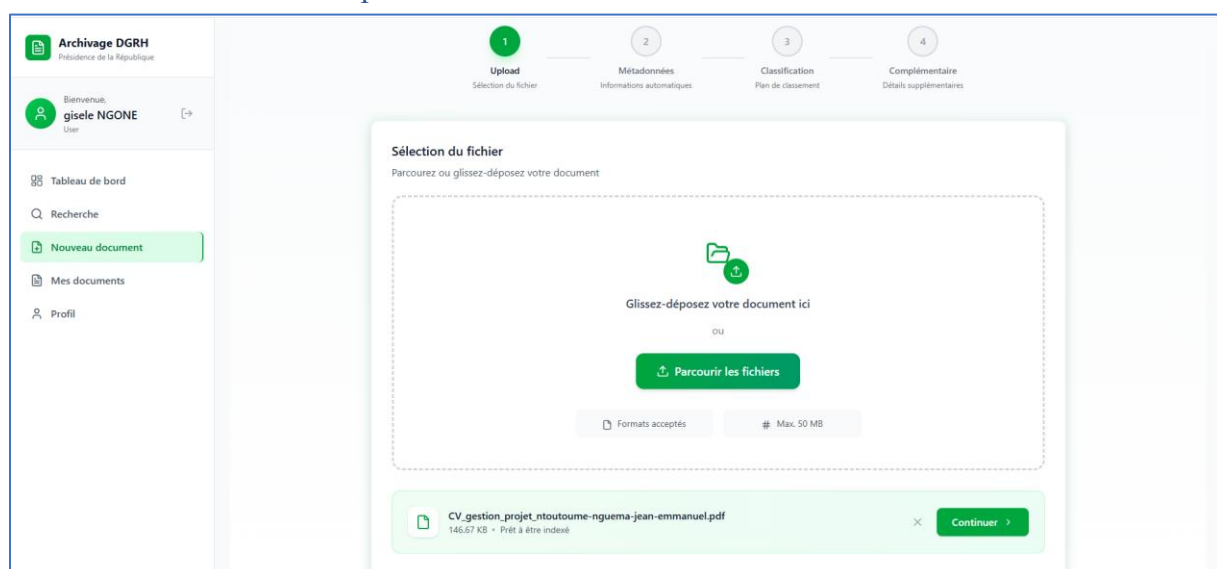 Archivage DGRH
Présidence de la République
Bienvenue,
gisele NGONE
User
Tableau de bord
Recherche
Nouveau document
Mes documents
Profil
1
Upload
Sélection du fichier
2
Métadonnées
Informations automatiques
3
Classification
Plan de classement
4
Complémentaire
Détails supplémentaires
Sélection du fichier
Parcourez ou glissez-déposez votre document
Glissez-déposez votre document ici
ou
Parcourir les fichiers
Formats acceptés
# Max. 50 MB
CV_gestion_projet_ntoutoume-nguema-jean-emmanuel.pdf
146.67 KB • Prêt à être indexé
Continuer